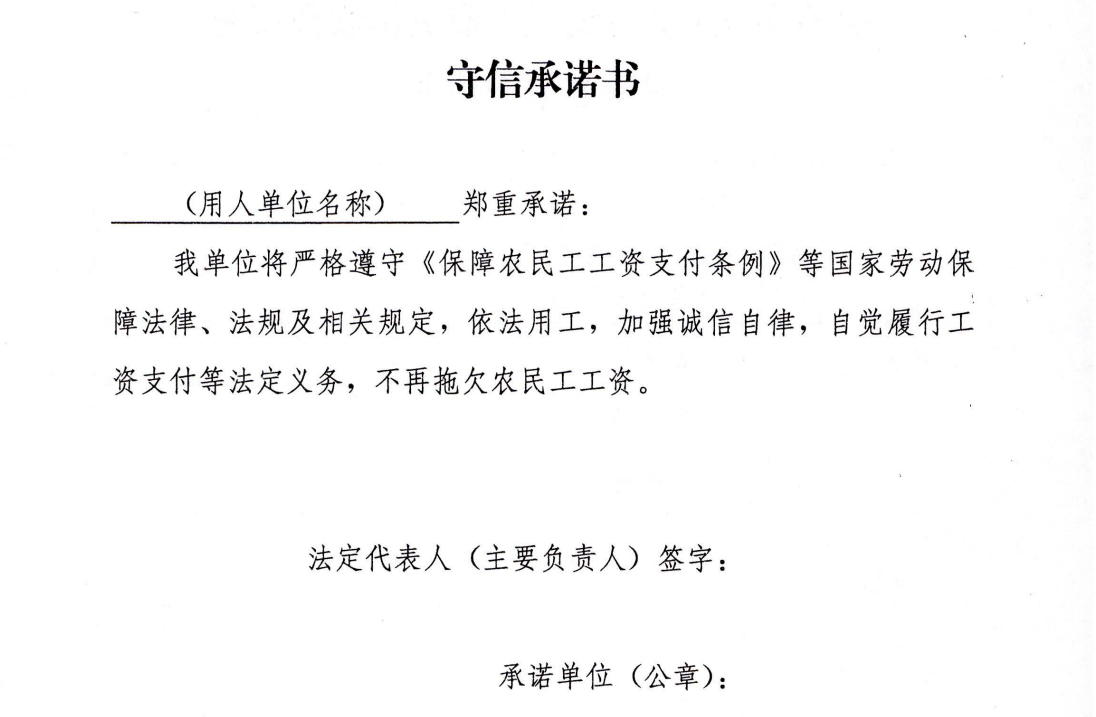 守信承诺书
（用人单位名称） 郑重承诺：
我单位将严格遵守《保障农民工工资支付条例》等国家劳动保
障法律、法规及相关规定，依法用工，加强诚信自律，自觉履行工
资支付等法定义务，不再拖欠农民工工资。
法定代表人（主要负责人）签字：
承诺单位（公章）：